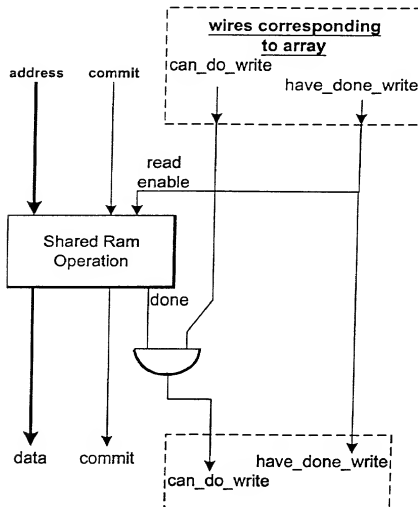 wires corresponding
to array
address
commit
can_do_write
have_done_write
read
enable
Shared Ram
Operation
done
data
commit
have_done_write
can_do_write